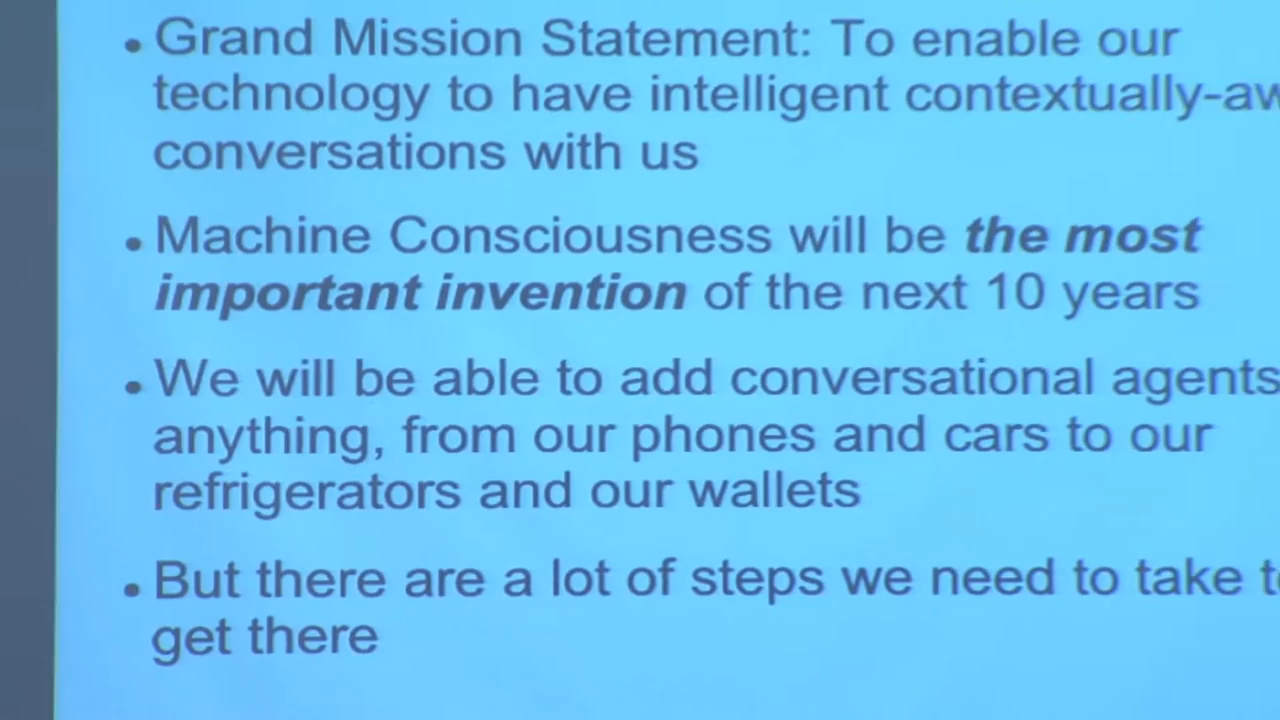 • Grand Mission Statement: To enable our
technology to have intelligent contextually-aw
conversations with us
• Machine Consciousness will be the most
important invention of the next 10 years
• We will be able to add conversational agents
anything, from our phones and cars to our
refrigerators and our wallets
• But there are a lot of steps we need to take t
get there